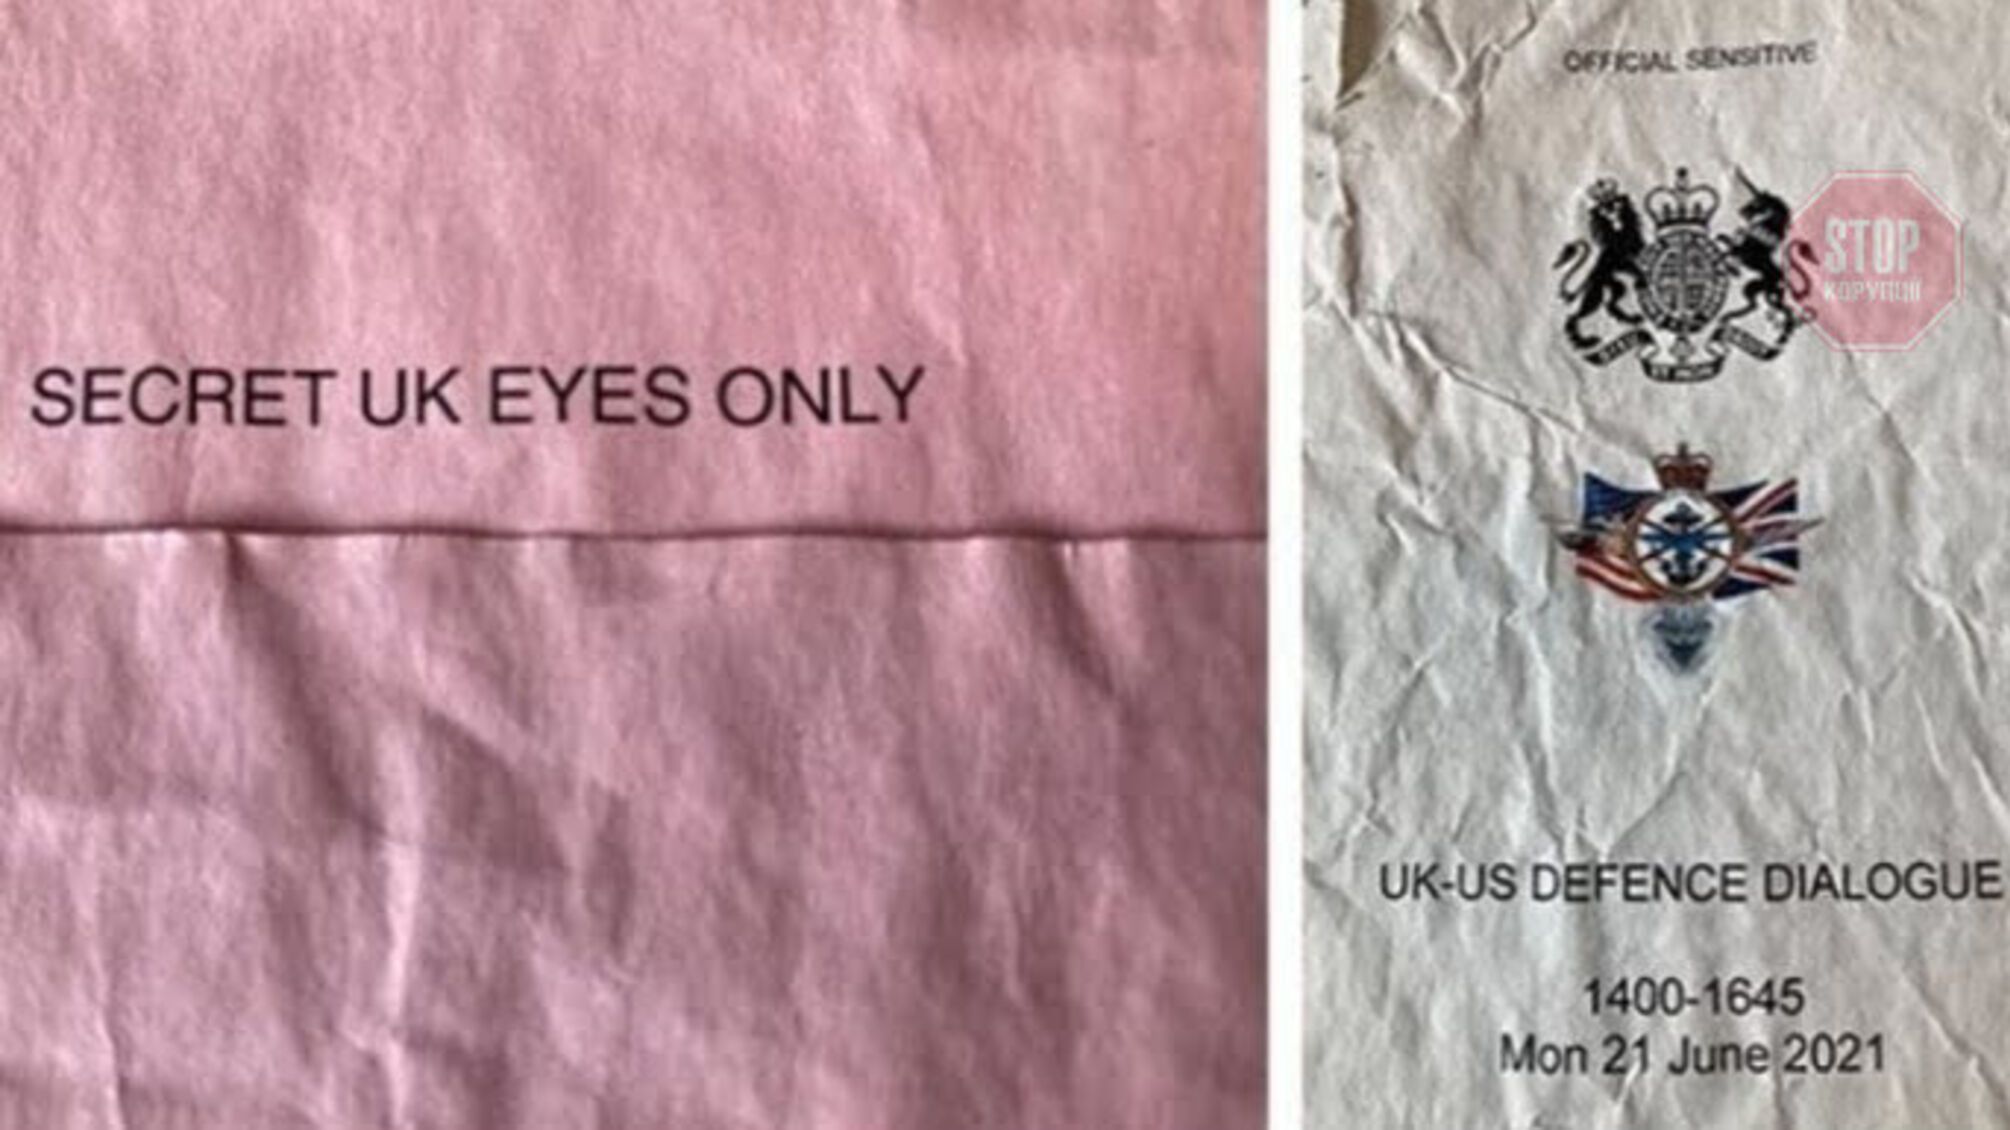 SECRET UK EYES ONLY
OFFICIAL SENSITIVE
STOP
КОРУПЦІЇ
UK-US DEFENCE DIALOGUE
1400-1645
Mon 21 June 2021